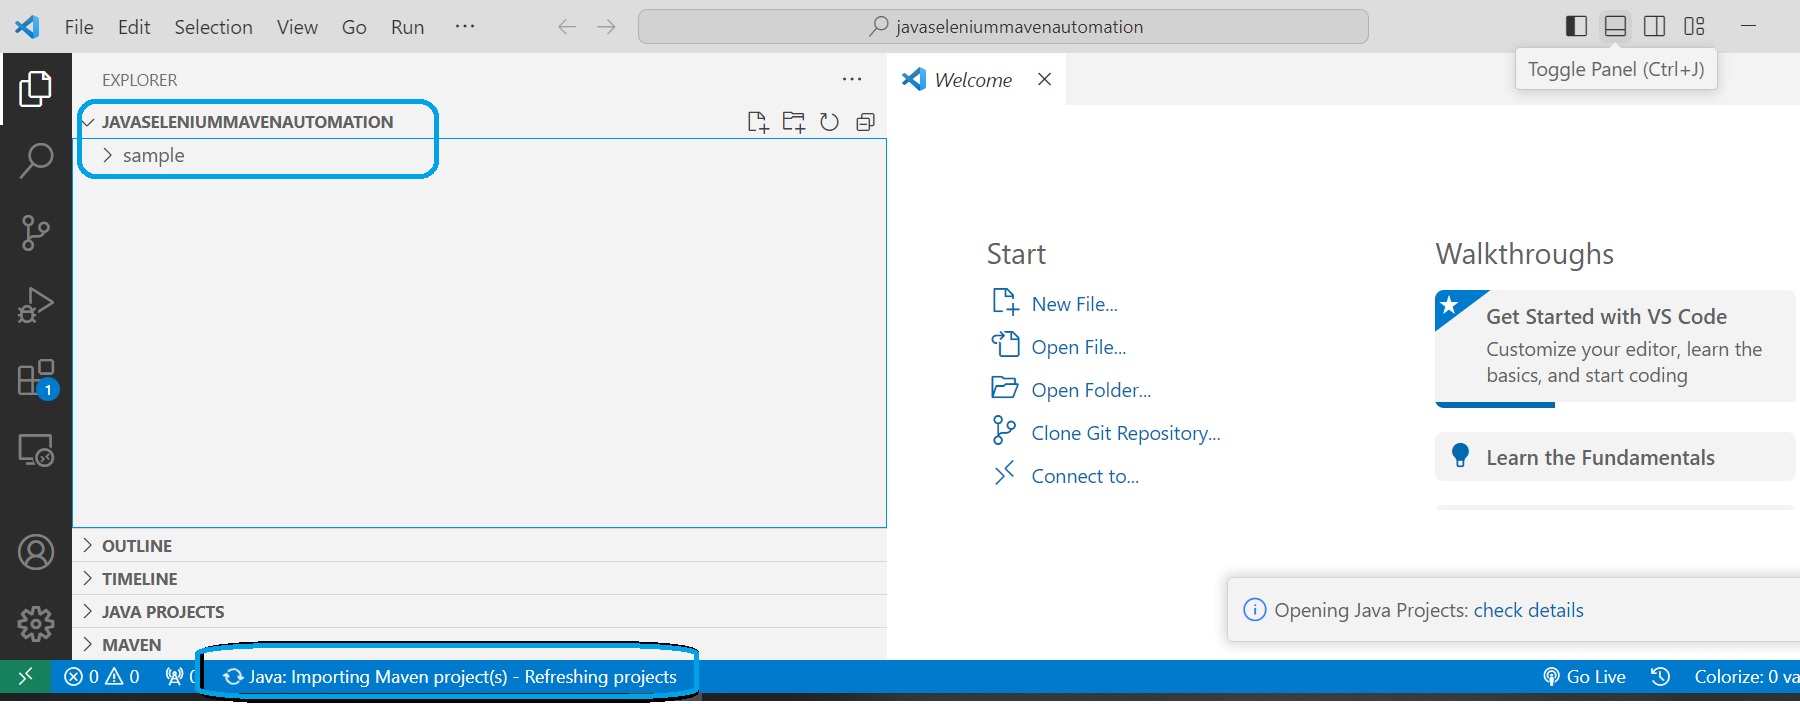 File Edit Selection View Go Run ···
javaseleniummavenautomation
Toggle Panel (Ctrl+J)
EXPLORER
JAVASELENIUMMAVENAUTOMATION
sample
OUTLINE
TIMELINE
JAVA PROJECTS
MAVEN
Welcome
Start
New File...
Open File...
Open Folder...
Clone Git Repository...
Connect to...
Walkthroughs
Get Started with VS Code
Customize your editor, learn the
basics, and start coding
Learn the Fundamentals
Opening Java Projects: check details
1
0 0 0 Java: Importing Maven project(s) - Refreshing projects Go Live Colorize: 0 va